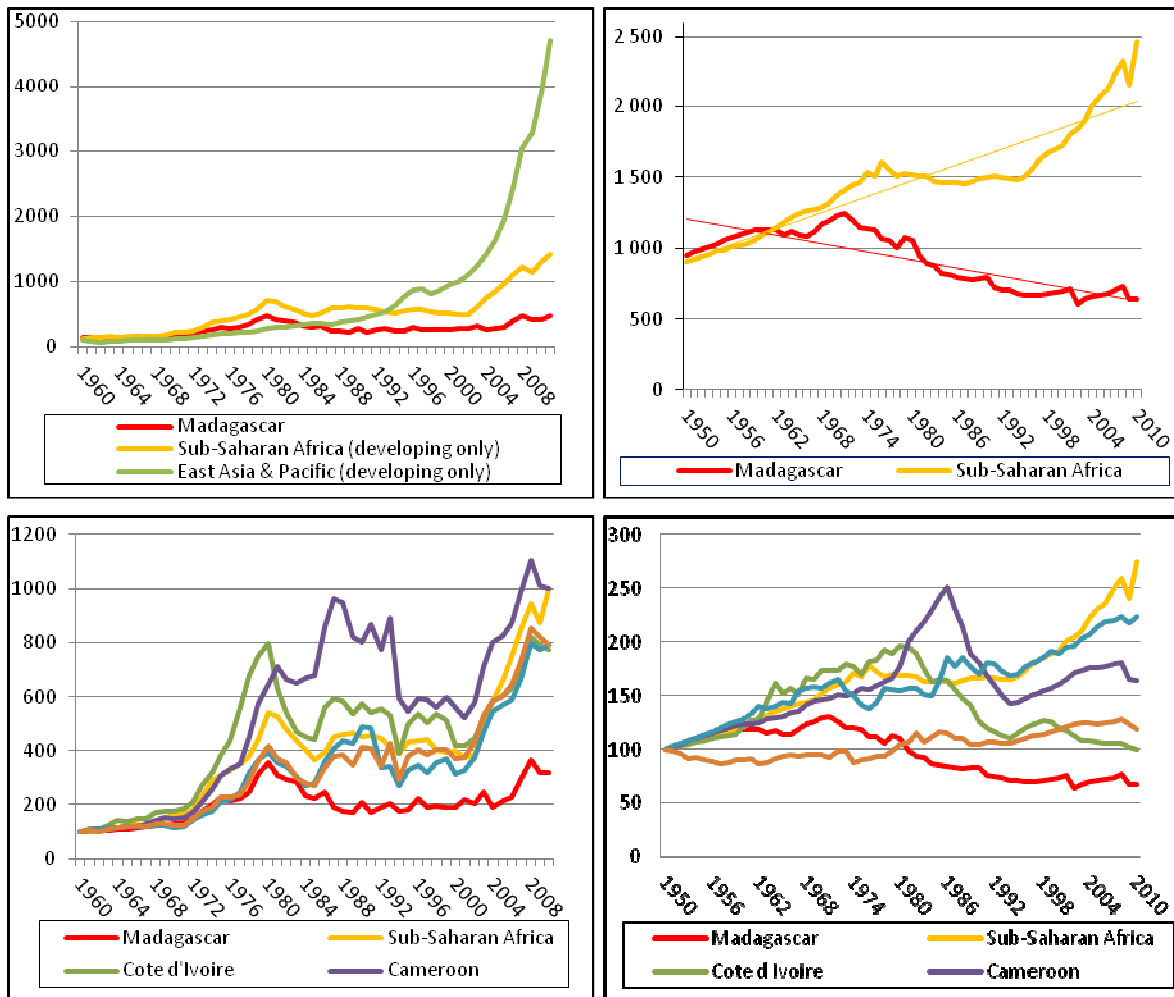 5000
4000
3000
2000
1000
0
1960 1964 1968 1972 1976 1980 1984 1988 1992 1996 2000 2004 2008
Madagascar
Sub-Saharan Africa (developing only)
East Asia & Pacific (developing only)
2 500
2 000
1 500
1 000
500
0
1950 1956 1962 1968 1974 1980 1986 1992 1998 2004 2010
Madagascar Sub-Saharan Africa
1200
1000
800
600
400
200
0
1960 1964 1968 1972 1976 1980 1984 1988 1992 1996 2000 2004 2008
Madagascar Sub-Saharan Africa
Cote d'Ivoire Cameroon
300
250
200
150
100
50
0
1950 1956 1962 1968 1974 1980 1986 1992 1998 2004 2010
Madagascar Sub-Saharan Africa
Cote d Ivoire Cameroon